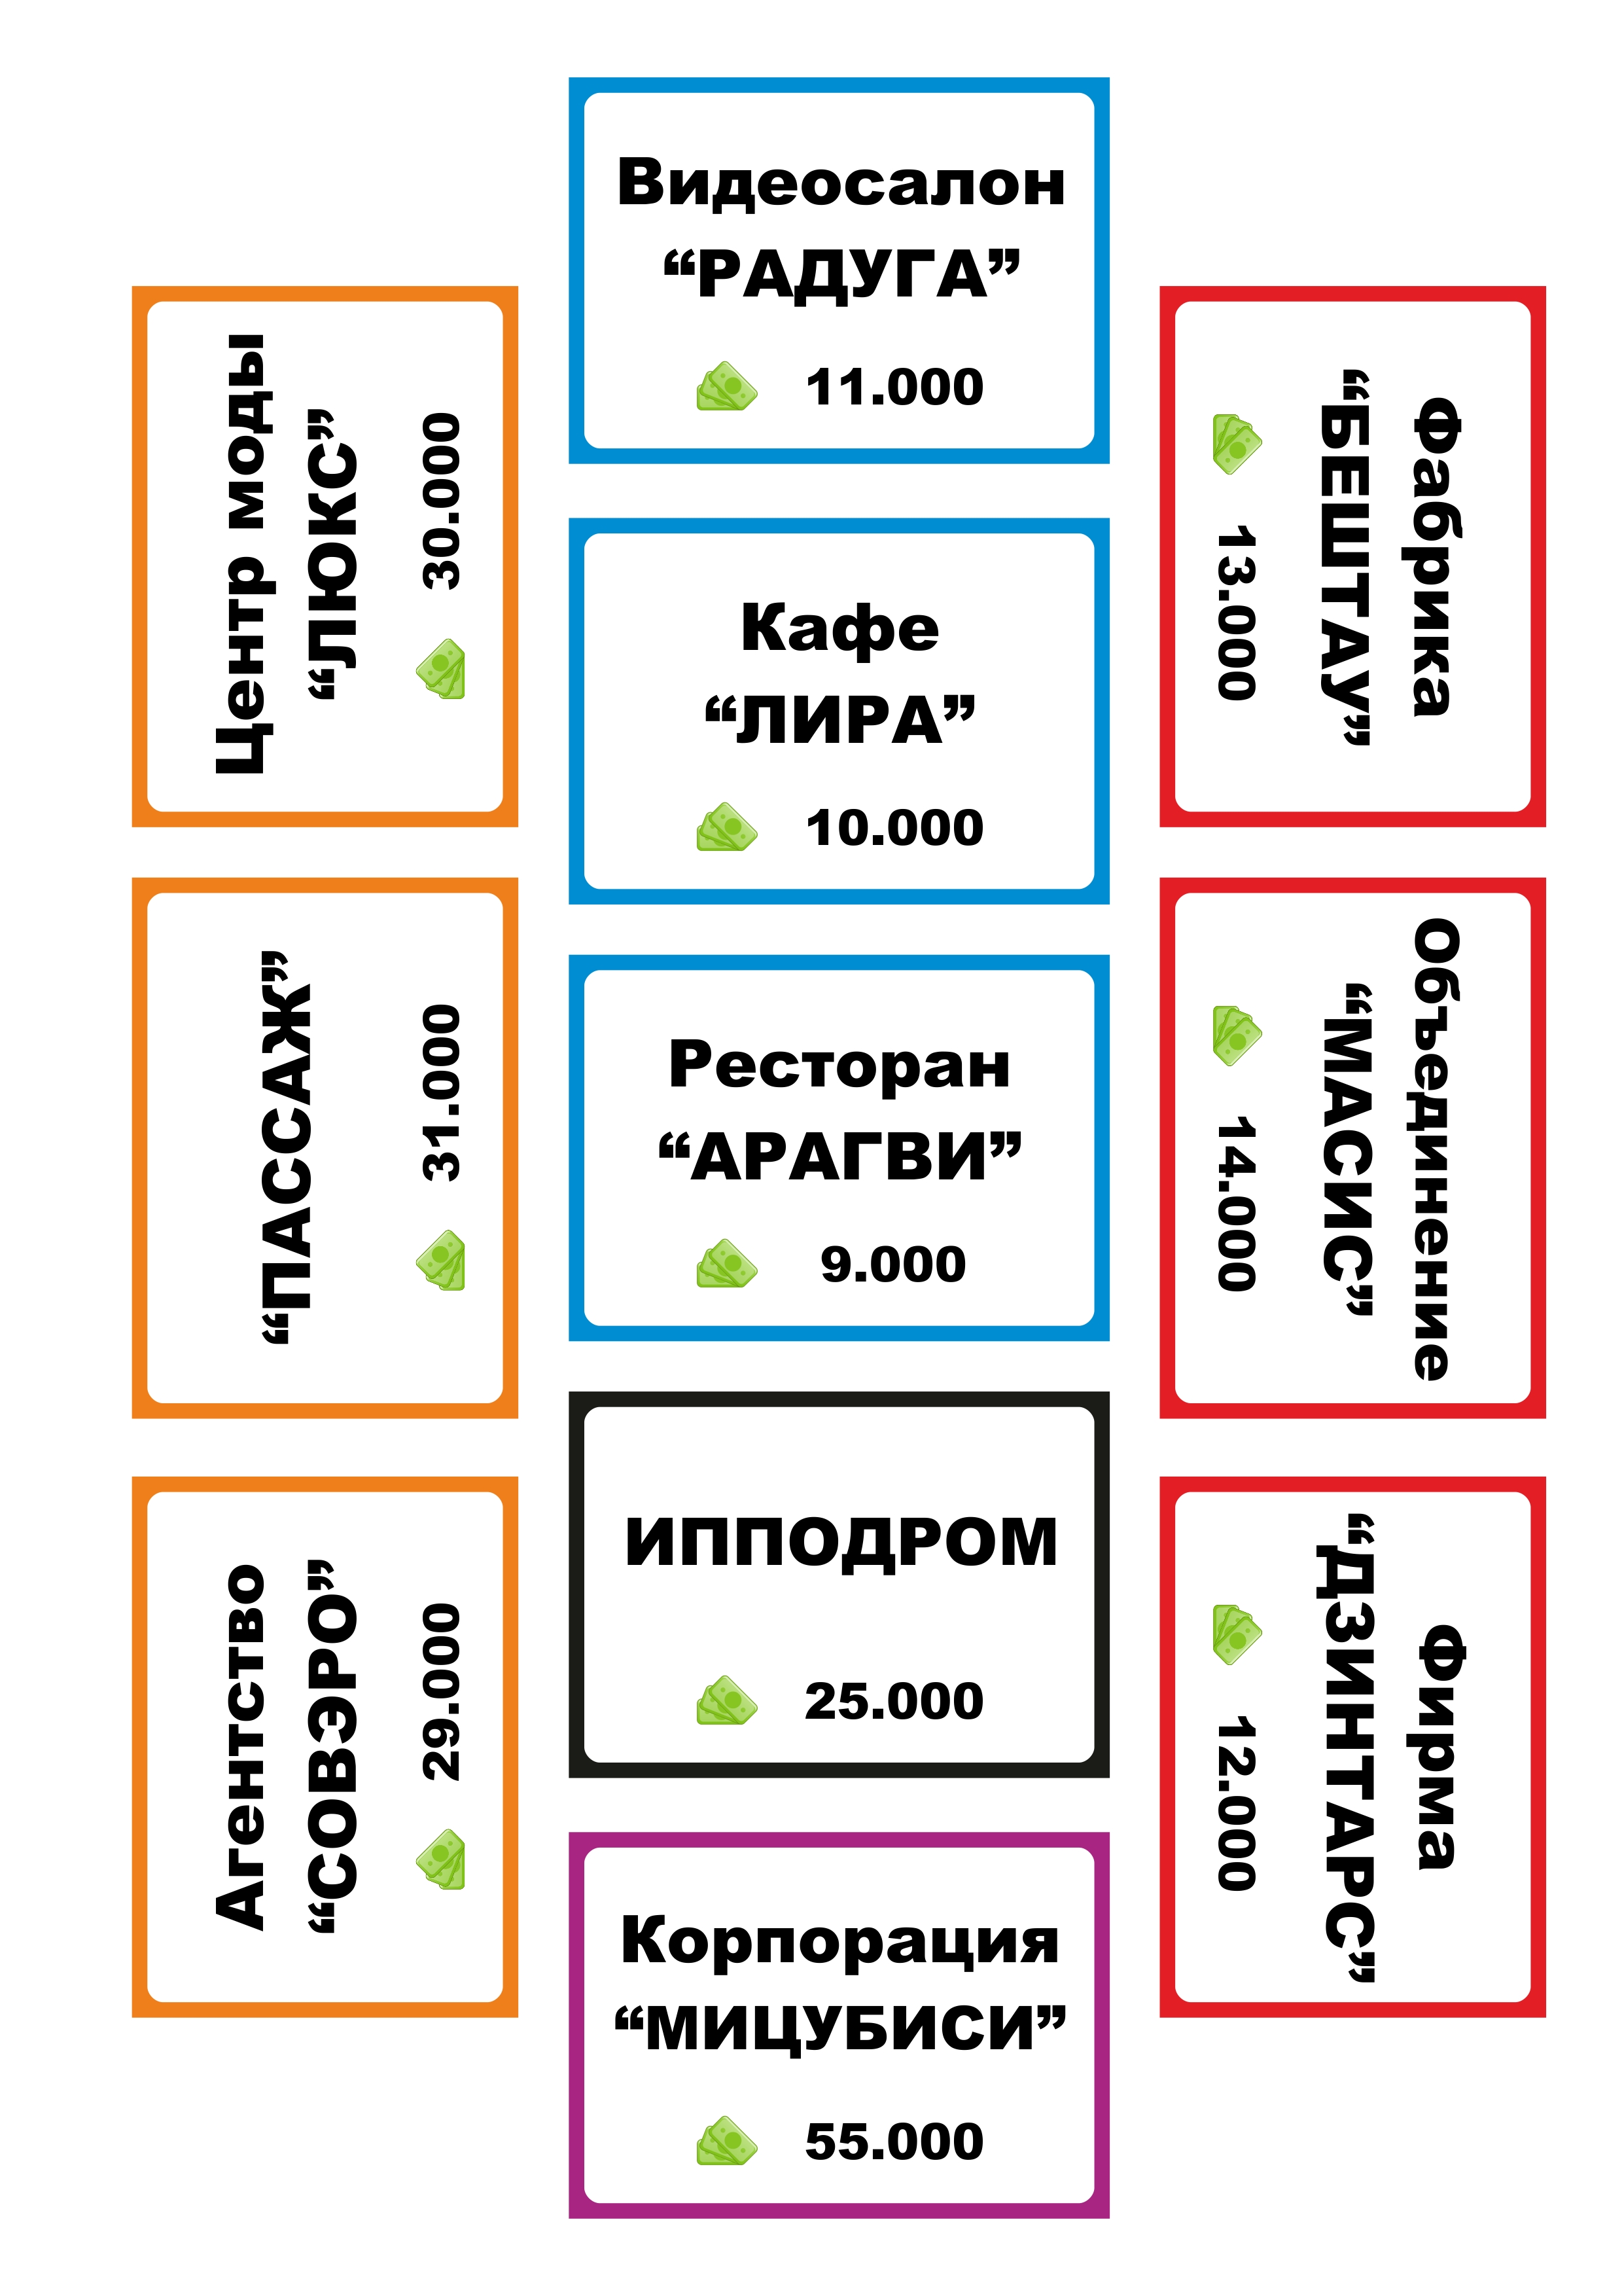 Центр моды
“ЛЮКС”
30.000
“ПАССАЖ”
31.000
Агентство
“СОВЭРО”
29.000
Видеосалон
“РАДУГА”
11.000
Кафе
“ЛИРА”
10.000
Ресторан
“АРАГВИ”
9.000
ИППОДРОМ
25.000
Корпорация
“МИЦУБИСИ”
55.000
Фабрика
“БЕШТАУ”
13.000
Объединение
“МАСИС”
14.000
Фирма
“ДЗИНТАРС”
12.000